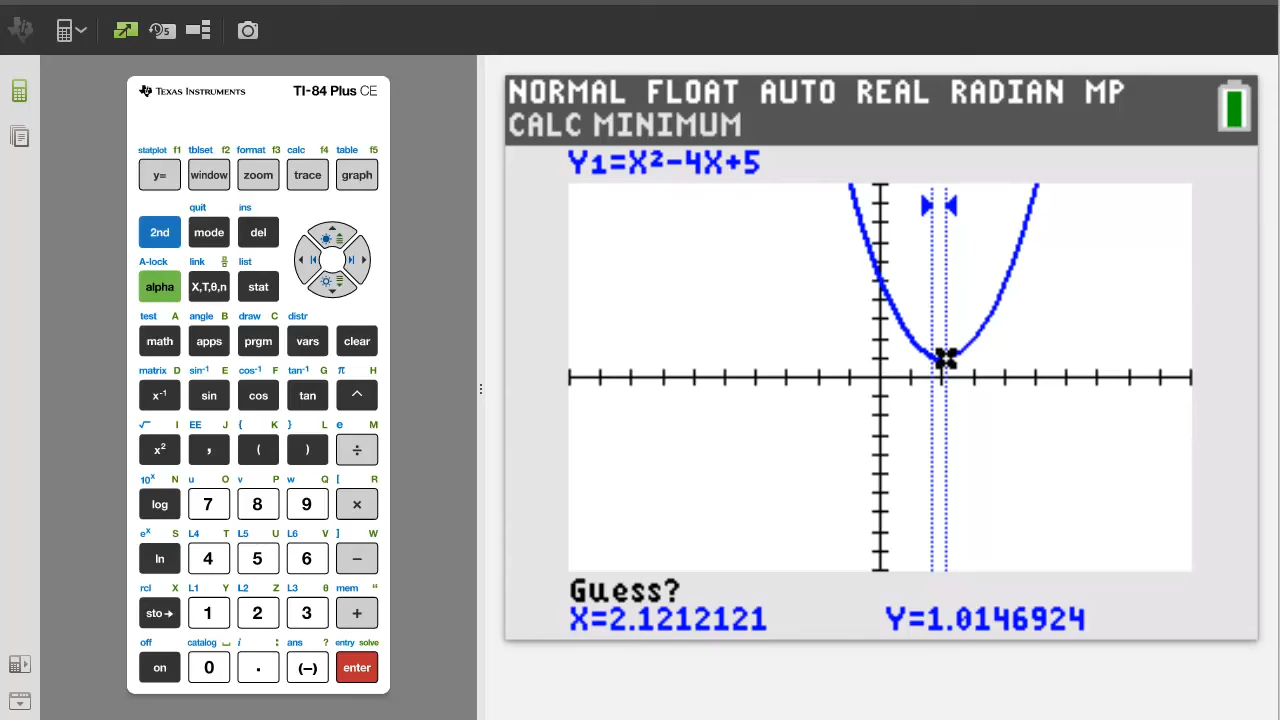 TEXAS INSTRUMENTS TI-84 Plus CE
statplot f1 tblset f2 format f3 calc f4 table f5
y= window zoom trace graph
quit ins
2nd mode del
A-lock link list
alpha X,T,θ,n stat
test A angle B draw C distr
math apps prgm vars clear
matrix D sin⁻¹ E cos⁻¹ F tan⁻¹ G π H
x⁻¹ sin cos tan ^
√ I EE J { K } L e M
x² , ( ) ÷
10ˣ N u O v P w Q [ R
log 7 8 9 ×
eˣ S L4 T L5 U L6 V ] W
ln 4 5 6 −
rcl X L1 Y L2 Z L3 θ mem “
sto→ 1 2 3 +
off catalog ⎵ i : ans ? entry solve
on 0 . (−) enter
NORMAL FLOAT AUTO REAL RADIAN MP
CALC MINIMUM
Y1=X²-4X+5
Guess?
X=2.1212121 Y=1.0146924